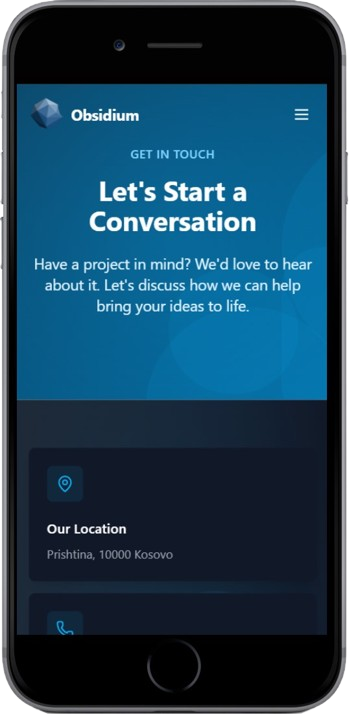 Obsidium
GET IN TOUCH
Let's Start a
Conversation
Have a project in mind? We'd love to hear
about it. Let's discuss how we can help
bring your ideas to life.
Our Location
Prishtina, 10000 Kosovo